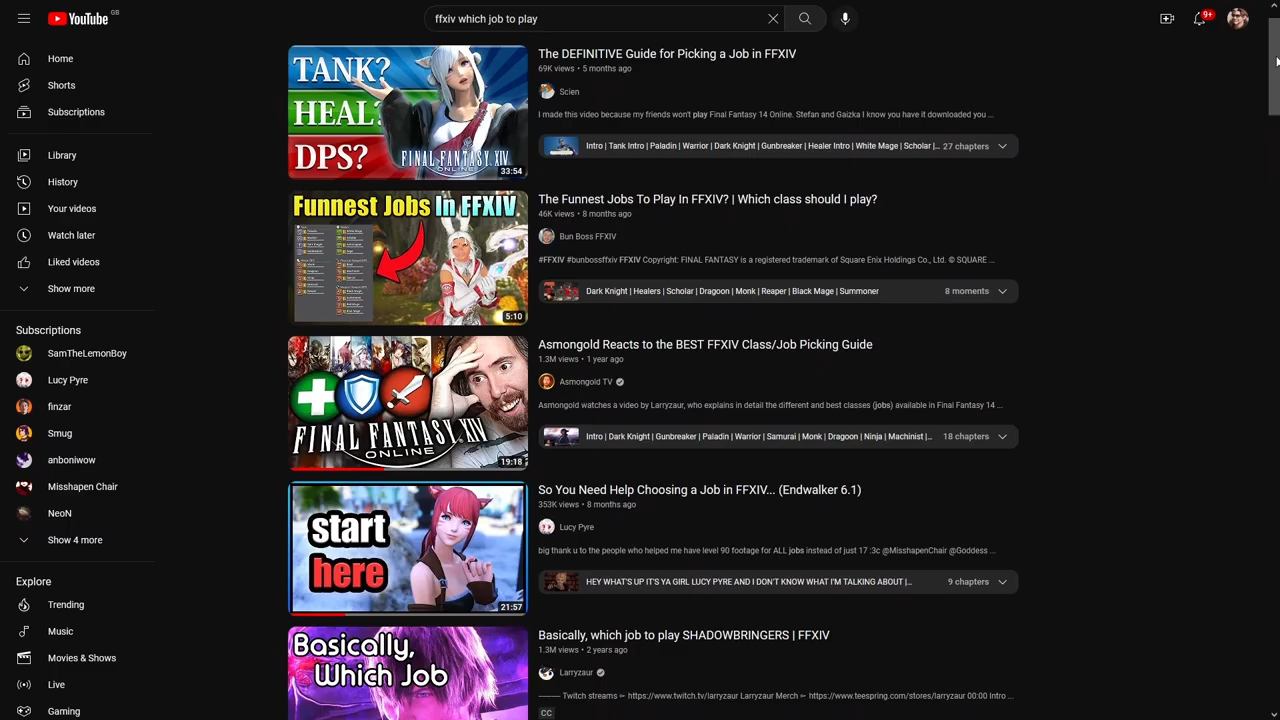 YouTube GB
ffxiv which job to play
9+
Home
Shorts
Subscriptions
Library
History
Your videos
Watch later
Liked videos
Show more
Subscriptions
SamTheLemonBoy
Lucy Pyre
finzar
Smug
anboniwow
Misshapen Chair
NeoN
Show 4 more
Explore
Trending
Music
Movies & Shows
Live
Gaming
TANK?
HEAL?
DPS?
FINAL FANTASY XIV
ONLINE
33:54
The DEFINITIVE Guide for Picking a Job in FFXIV
69K views • 5 months ago
Scien
I made this video because my friends won't play Final Fantasy 14 Online. Stefan and Gaizka I know you have it downloaded you ...
Intro | Tank Intro | Paladin | Warrior | Dark Knight | Gunbreaker | Healer Intro | White Mage | Scholar |... 27 chapters
Funnest Jobs In FFXIV
5:10
The Funnest Jobs To Play In FFXIV? | Which class should I play?
46K views • 8 months ago
Bun Boss FFXIV
#FFXIV #bunbossffxiv FFXIV Copyright: FINAL FANTASY is a registered trademark of Square Enix Holdings Co., Ltd. © SQUARE ...
Dark Knight | Healers | Scholar | Dragoon | Monk | Reaper | Black Mage | Summoner 8 moments
FINAL FANTASY XIV
ONLINE
19:18
Asmongold Reacts to the BEST FFXIV Class/Job Picking Guide
1.3M views • 1 year ago
Asmongold TV
Asmongold watches a video by Larryzaur, who explains in detail the different and best classes (jobs) available in Final Fantasy 14 ...
Intro | Dark Knight | Gunbreaker | Paladin | Warrior | Samurai | Monk | Dragoon | Ninja | Machinist |... 18 chapters
start
here
21:57
So You Need Help Choosing a Job in FFXIV... (Endwalker 6.1)
353K views • 8 months ago
Lucy Pyre
big thank u to the people who helped me have level 90 footage for ALL jobs instead of just 17 :3c @MisshapenChair @Goddess ...
HEY WHAT'S UP IT'S YA GIRL LUCY PYRE AND I DON'T KNOW WHAT I'M TALKING ABOUT |... 9 chapters
Basically,
Which Job
Basically, which job to play SHADOWBRINGERS | FFXIV
1.3M views • 2 years ago
Larryzaur
——— Twitch streams ➳ https://www.twitch.tv/larryzaur Larryzaur Merch ➳ https://www.teespring.com/stores/larryzaur 00:00 Intro ...
CC